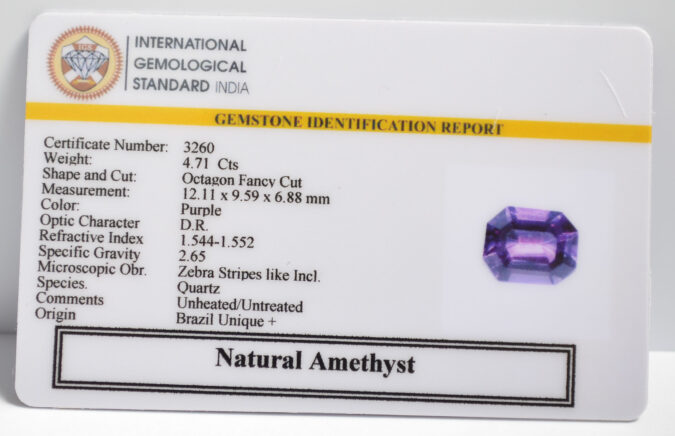 IGS
INTERNATIONAL
GEMOLOGICAL
STANDARD INDIA
GEMSTONE IDENTIFICATION REPORT
Certificate Number: 3260
Weight: 4.71 Cts
Shape and Cut: Octagon Fancy Cut
Measurement: 12.11 x 9.59 x 6.88 mm
Color: Purple
Optic Character D.R.
Refractive Index 1.544-1.552
Specific Gravity 2.65
Microscopic Obr. Zebra Stripes like Incl.
Species. Quartz
Comments Unheated/Untreated
Origin Brazil Unique +
Natural Amethyst